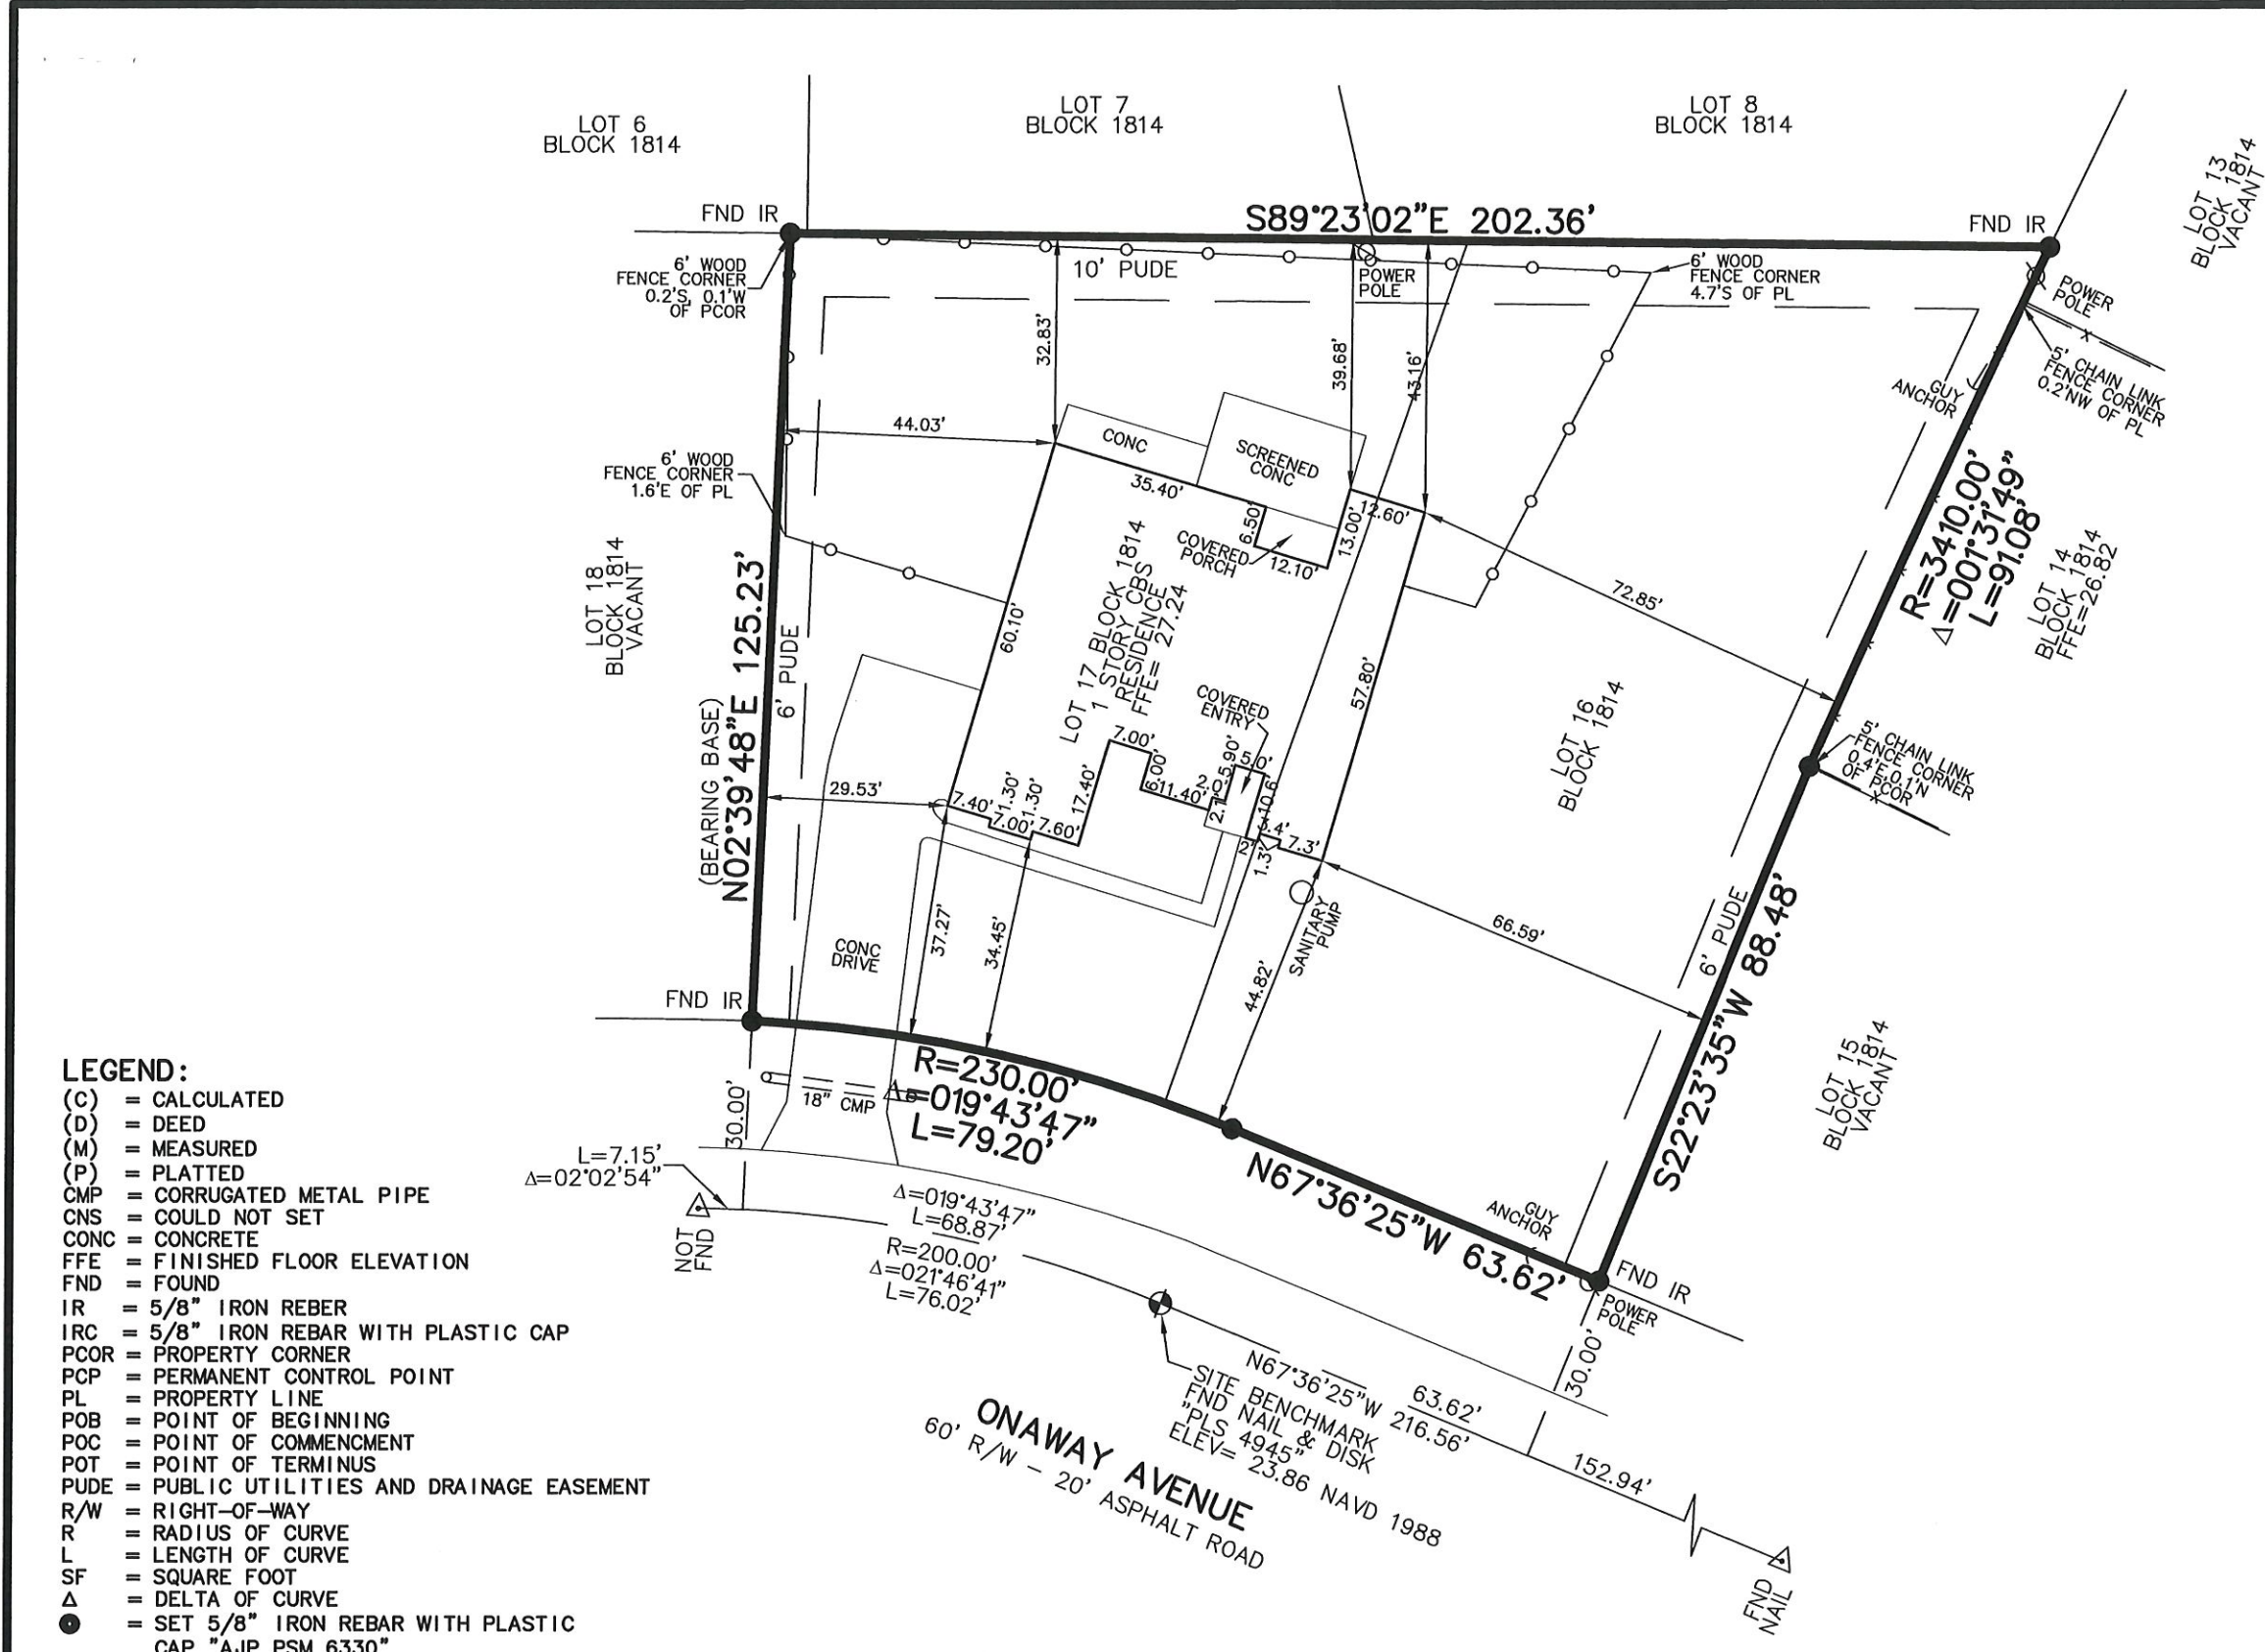 LOT 6
BLOCK 1814
LOT 7
BLOCK 1814
LOT 8
BLOCK 1814
LOT 13
BLOCK 1814
VACANT
FND IR
S89°23'02"E 202.36'
FND IR
6' WOOD
FENCE CORNER
0.2'S, 0.1'W
OF PCOR
10' PUDE
POWER
POLE
6' WOOD
FENCE CORNER
4.7'S OF PL
POWER
POLE
32.83'
39.68'
43.16'
5' CHAIN LINK
FENCE CORNER
0.2'NW OF PL
GUY
ANCHOR
44.03'
CONC
SCREENED
CONC
6' WOOD
FENCE CORNER
1.6'E OF PL
35.40'
12.60'
6.50'
13.00'
COVERED
PORCH
12.10'
R=3410.00'
Δ=001°31'49"
L=91.08'
LOT 14
BLOCK 1814
FFE=26.82
LOT 18
BLOCK 1814
VACANT
72.85'
60.10'
LOT 17 BLOCK 1814
1 STORY CBS
RESIDENCE
FFE= 27.24
57.80'
6' PUDE
N02°39'48"E 125.23'
(BEARING BASE)
COVERED
ENTRY
LOT 16
BLOCK 1814
5' CHAIN LINK
FENCE CORNER
0.4'E, 0.1'N
OF PCOR
29.53'
7.40'
1.30'
7.00'
1.30'
7.60'
17.40'
7.00'
6.00'
11.40'
2.0'
2.1'
5.90'
5.0'
10.6'
3.4'
2'
1.3'
7.3'
37.27'
34.45'
44.82'
SANITARY
PUMP
66.59'
6' PUDE
S22°23'35"W 88.48'
CONC
DRIVE
LOT 15
BLOCK 1814
VACANT
FND IR
R=230.00'
Δ=019°43'47"
L=79.20'
18" CMP
30.00'
L=7.15'
Δ=02°02'54"
NOT
FND
Δ=019°43'47"
L=68.87'
R=200.00'
Δ=021°46'41"
L=76.02'
N67°36'25"W 63.62'
GUY
ANCHOR
FND IR
POWER
POLE
30.00'
N67°36'25"W 216.56'
63.62'
152.94'
SITE BENCHMARK
FND NAIL & DISK
"PLS 4945"
ELEV= 23.86 NAVD 1988
ONAWAY AVENUE
60' R/W - 20' ASPHALT ROAD
FND
NAIL
LEGEND:
(C) = CALCULATED
(D) = DEED
(M) = MEASURED
(P) = PLATTED
CMP = CORRUGATED METAL PIPE
CNS = COULD NOT SET
CONC = CONCRETE
FFE = FINISHED FLOOR ELEVATION
FND = FOUND
IR = 5/8" IRON REBER
IRC = 5/8" IRON REBAR WITH PLASTIC CAP
PCOR = PROPERTY CORNER
PCP = PERMANENT CONTROL POINT
PL = PROPERTY LINE
POB = POINT OF BEGINNING
POC = POINT OF COMMENCMENT
POT = POINT OF TERMINUS
PUDE = PUBLIC UTILITIES AND DRAINAGE EASEMENT
R/W = RIGHT-OF-WAY
R = RADIUS OF CURVE
L = LENGTH OF CURVE
SF = SQUARE FOOT
Δ = DELTA OF CURVE
= SET 5/8" IRON REBAR WITH PLASTIC
CAP "AJP PSM 6330"